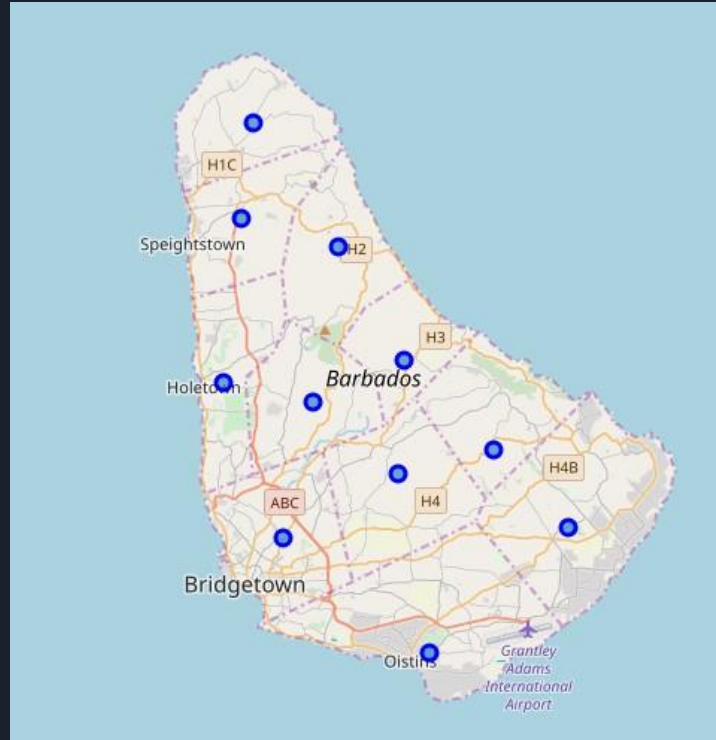 H1C
Speightstown
H2
H3
Barbados
Holetown
H4B
H4
ABC
Bridgetown
Oistins
Grantley
Adams
International
Airport